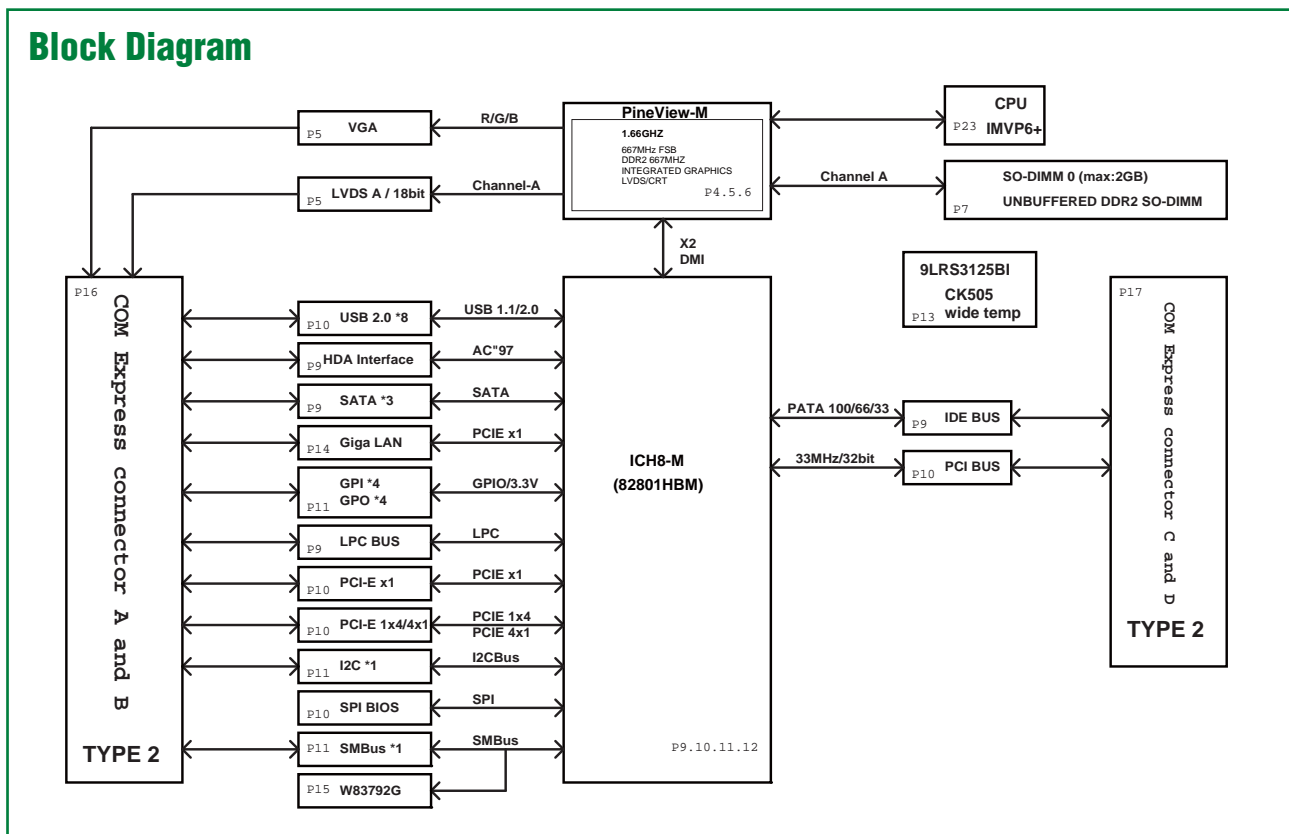 Block Diagram
P5 VGA
R/G/B
PineView-M
1.66GHZ
667MHz FSB
DDR2 667MHZ
INTEGRATED GRAPHICS
LVDS/CRT
P4.5.6
CPU
P23 IMVP6+
P5 LVDS A / 18bit
Channel-A
Channel A
SO-DIMM 0 (max:2GB)
P7 UNBUFFERED DDR2 SO-DIMM
X2
DMI
9LRS3125BI
CK505
P13 wide temp
P16
COM Express connector A and B
TYPE 2
P10 USB 2.0 *8
USB 1.1/2.0
P9 HDA Interface
AC"97
P9 SATA *3
SATA
P14 Giga LAN
PCIE x1
GPI *4
P11 GPO *4
GPIO/3.3V
P9 LPC BUS
LPC
P10 PCI-E x1
PCIE x1
P10 PCI-E 1x4/4x1
PCIE 1x4
PCIE 4x1
P11 I2C *1
I2CBus
P10 SPI BIOS
SPI
P11 SMBus *1
SMBus
P15 W83792G
ICH8-M
(82801HBM)
P9.10.11.12
PATA 100/66/33
P9 IDE BUS
33MHz/32bit
P10 PCI BUS
P17
COM Express connector C and D
TYPE 2